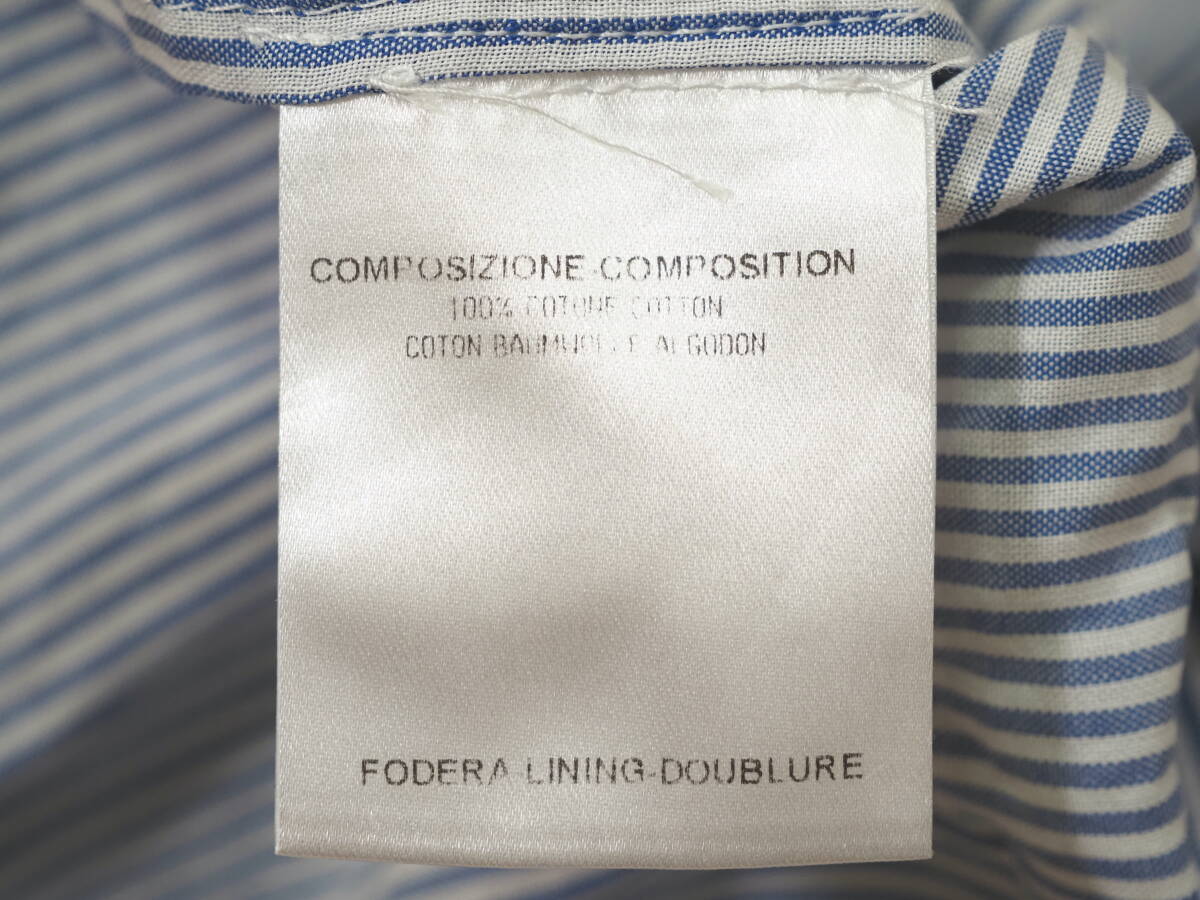 COMPOSIZIONE-COMPOSITION
100% COTONE COTTON
COTON BAUMWOLLE ALGODON
FODERA-LINING-DOUBLURE